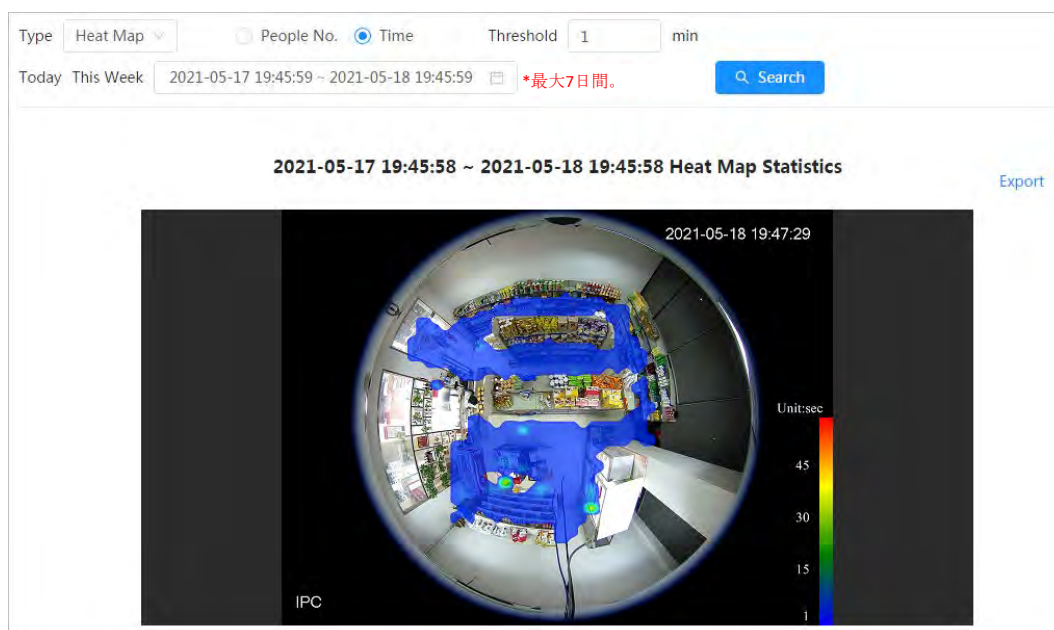 Type Heat Map People No. Time Threshold 1 min
Today This Week 2021-05-17 19:45:59 ~ 2021-05-18 19:45:59 *最大7日間。 Search
2021-05-17 19:45:58 ~ 2021-05-18 19:45:58 Heat Map Statistics
Export
2021-05-18 19:47:29
Unit:sec
45
30
15
1
IPC